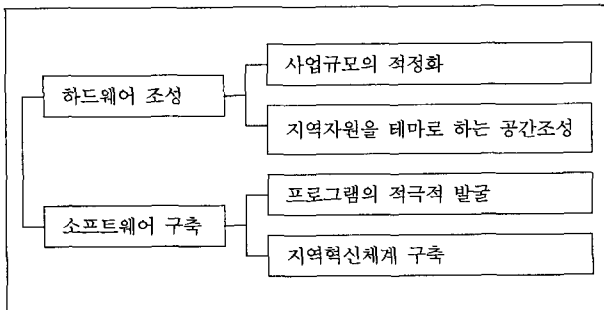 하드웨어 조성
사업규모의 적정화
지역자원을 테마로 하는 공간조성
소프트웨어 구축
프로그램의 적극적 발굴
지역혁신체계 구축